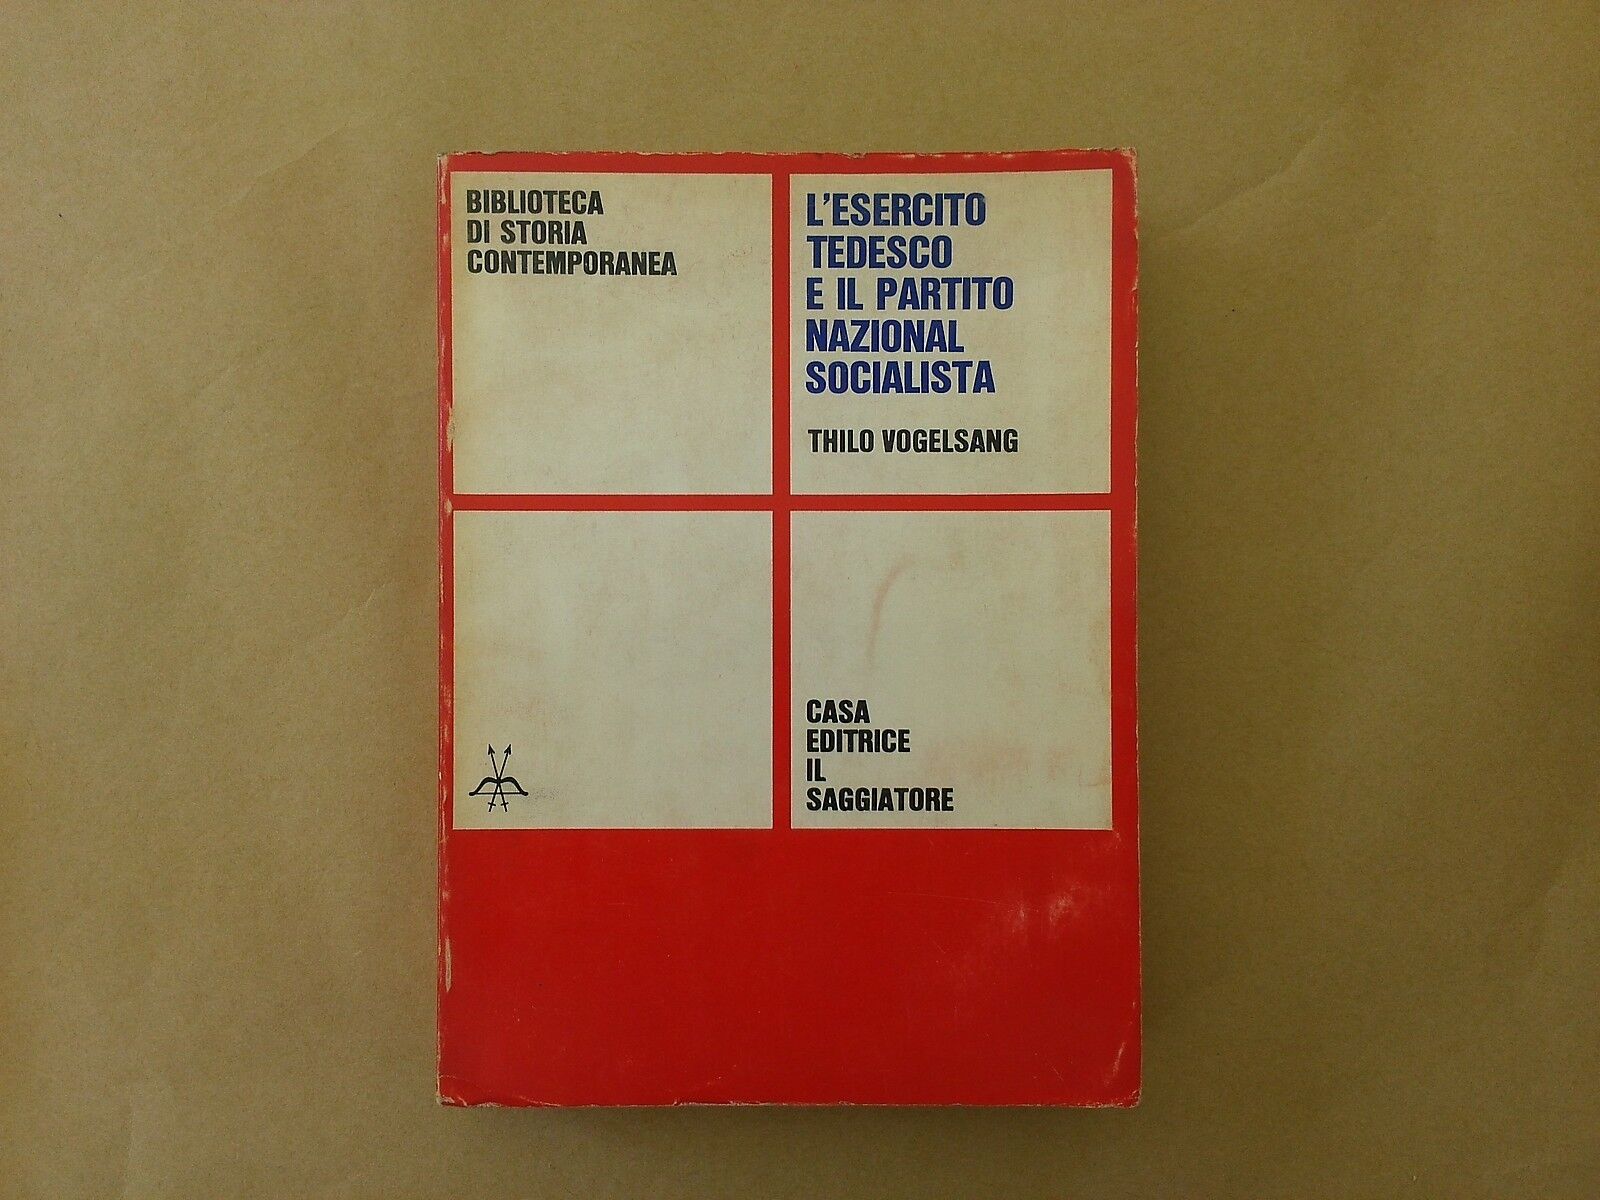 BIBLIOTECA
DI STORIA
CONTEMPORANEA
L'ESERCITO
TEDESCO
E IL PARTITO
NAZIONAL
SOCIALISTA
THILO VOGELSANG
CASA
EDITRICE
IL
SAGGIATORE